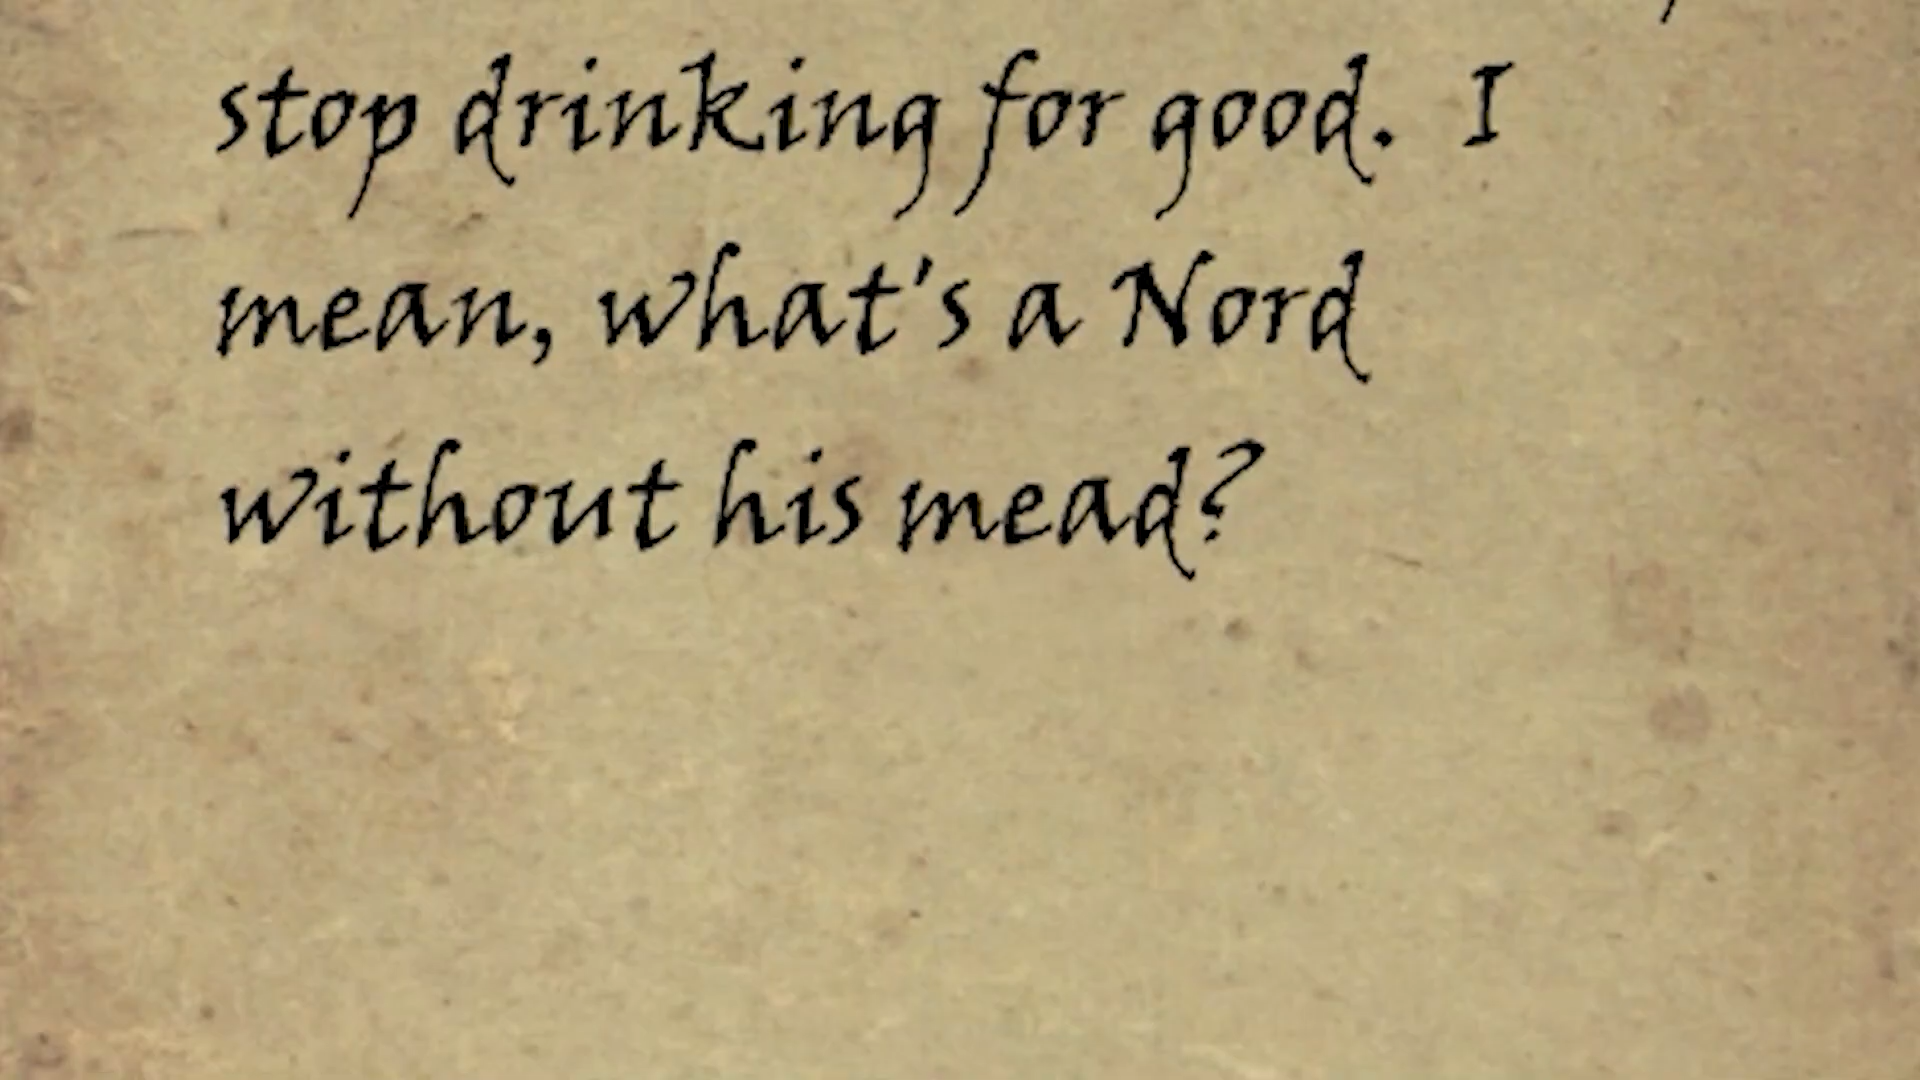 stop drinking for good.  I
mean, what's a Nord
without his mead?